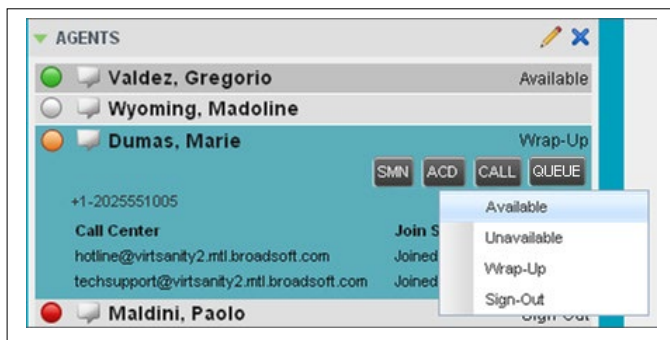 AGENTS
Valdez, Gregorio Available
Wyoming, Madoline
Dumas, Marie Wrap-Up
SMN ACD CALL QUEUE
+1-2025551005
Available
Call Center Join S
Unavailable
hotline@virtsanity2.mtl.broadsoft.com Joined
Wrap-Up
techsupport@virtsanity2.mtl.broadsoft.com Joined
Sign-Out
Maldini, Paolo Sign-Out